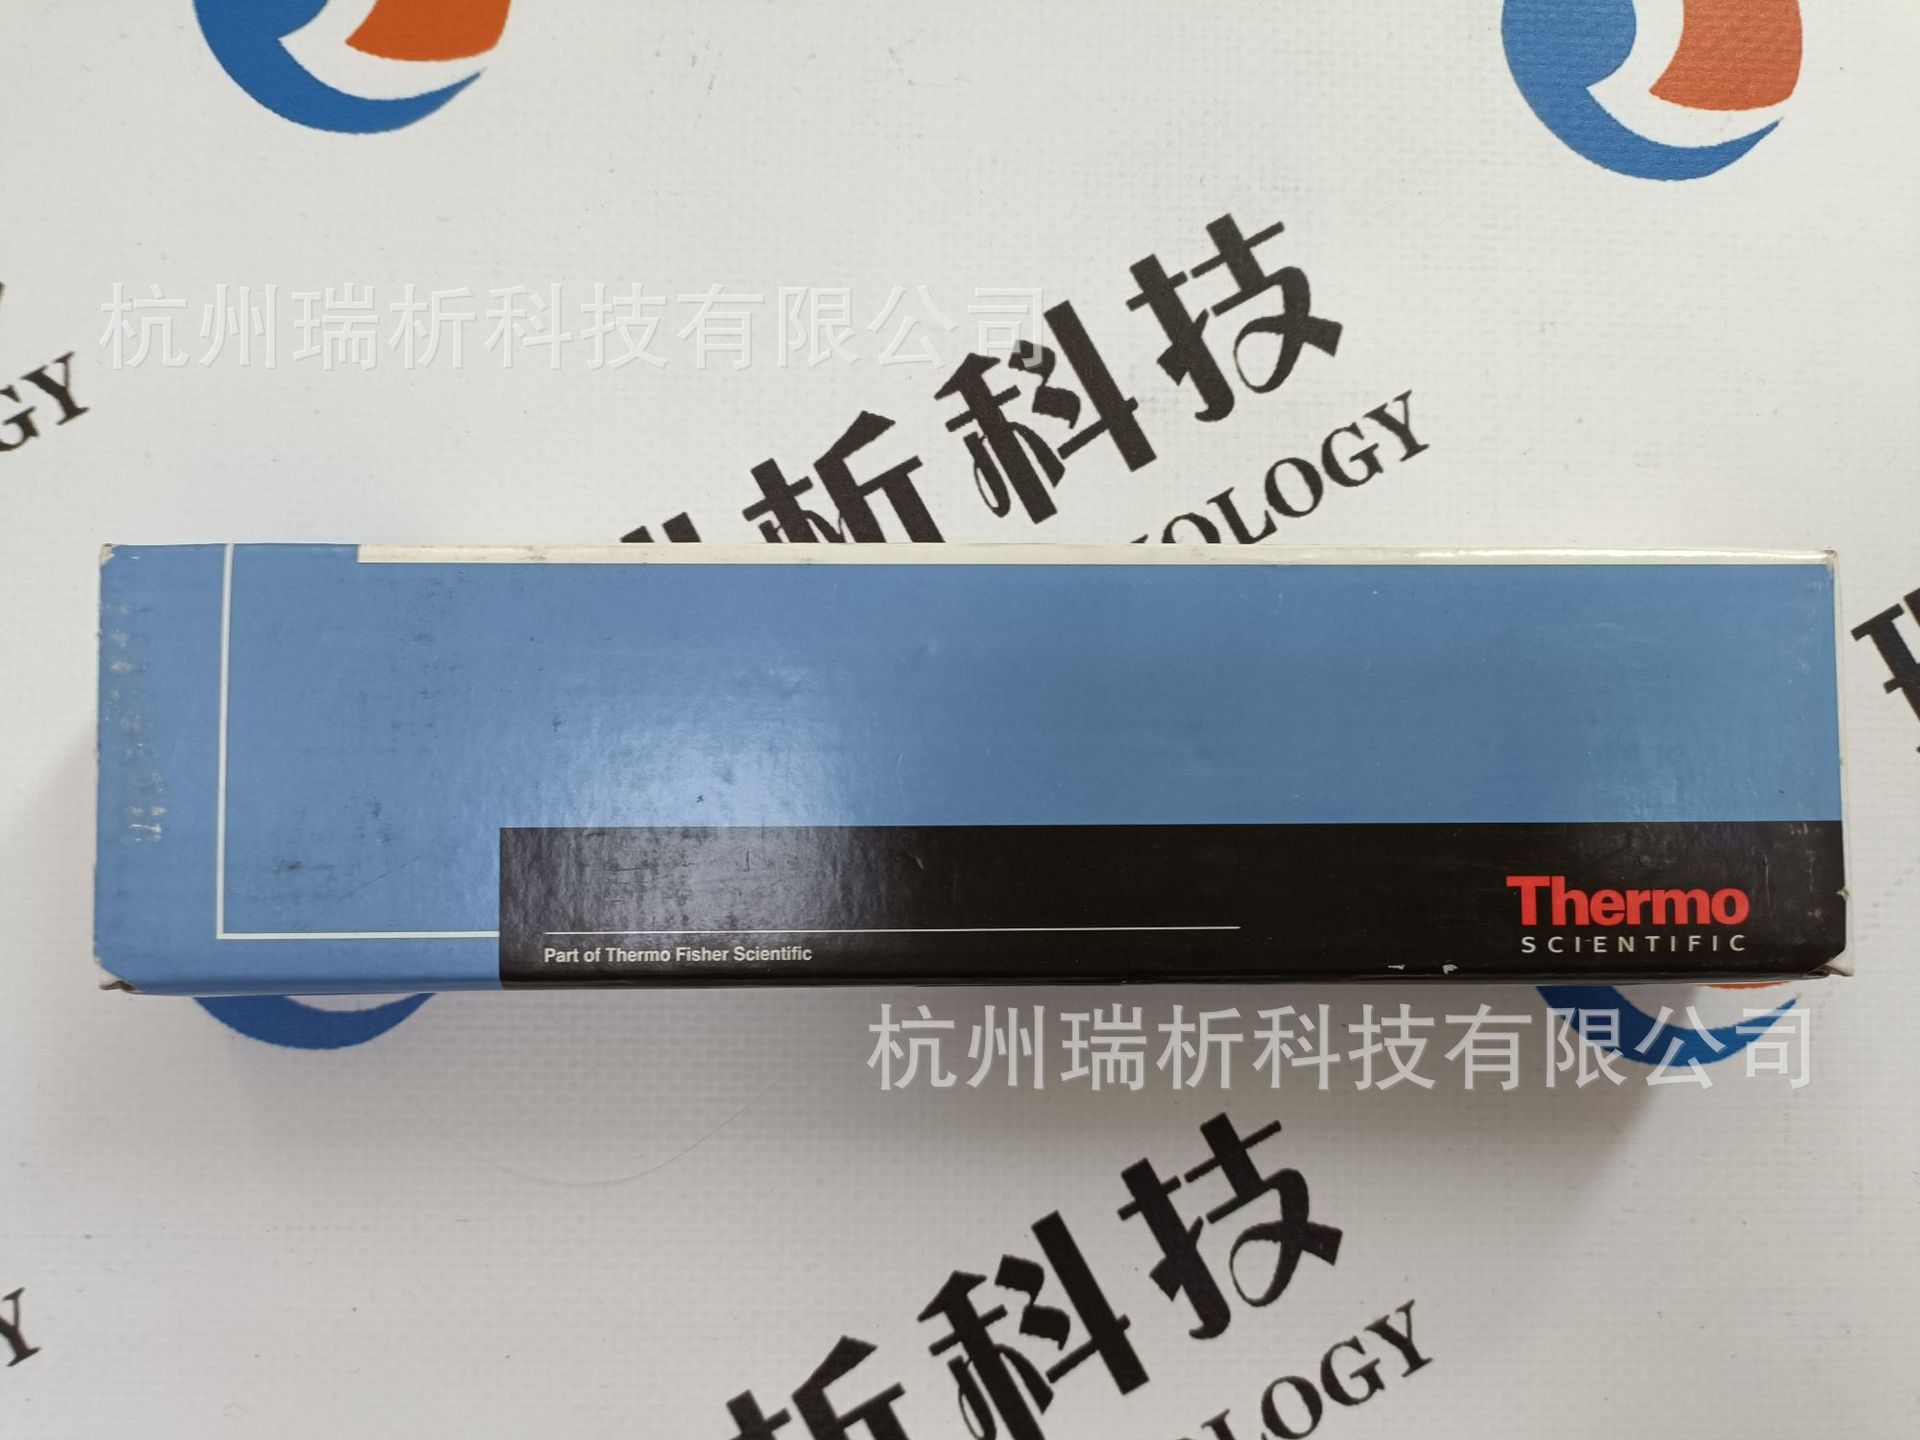 杭州瑞析科技有限公司
析科技
OLOGY
GY
Thermo
SCIENTIFIC
Part of Thermo Fisher Scientific
杭州瑞析科技有限公司
析科技
OLOGY
Y